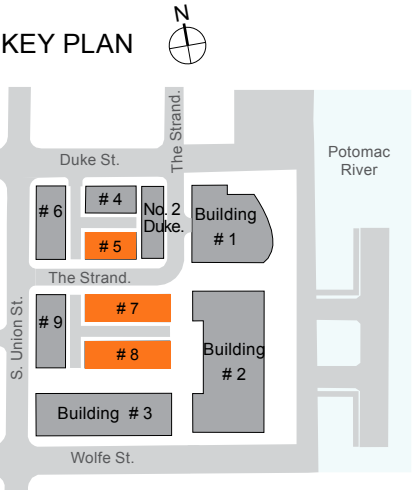 KEY PLAN
N
The Strand.
Duke St.
Potomac
River
# 6
# 4
No. 2
Duke.
Building
# 1
# 5
The Strand.
S. Union St.
# 9
# 7
# 8
Building
# 2
Building # 3
Wolfe St.